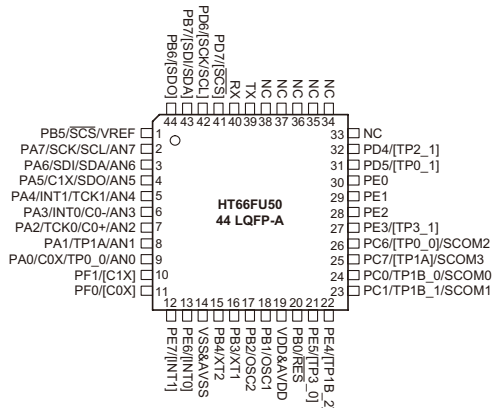 PB6/[SDO]
PB7/[SDI/SDA]
PD6/[SCK/SCL]
PD7/[SCS]
RX
TX
NC
NC
NC
NC
NC
44 43 42 41 40 39 38 37 36 35 34
PB5/SCS/VREF 1
PA7/SCK/SCL/AN7 2
PA6/SDI/SDA/AN6 3
PA5/C1X/SDO/AN5 4
PA4/INT1/TCK1/AN4 5
PA3/INT0/C0-/AN3 6
PA2/TCK0/C0+/AN2 7
PA1/TP1A/AN1 8
PA0/C0X/TP0_0/AN0 9
PF1/[C1X] 10
PF0/[C0X] 11
HT66FU50
44 LQFP-A
33 NC
32 PD4/[TP2_1]
31 PD5/[TP0_1]
30 PE0
29 PE1
28 PE2
27 PE3/[TP3_1]
26 PC6/[TP0_0]/SCOM2
25 PC7/[TP1A]/SCOM3
24 PC0/TP1B_0/SCOM0
23 PC1/TP1B_1/SCOM1
12 13 14 15 16 17 18 19 20 21 22
PE7/[INT1]
PE6/[INT0]
VSS&AVSS
PB4/XT2
PB3/XT1
PB2/OSC2
PB1/OSC1
VDD&AVDD
PB0/RES
PE5/[TP3_0]
PE4/[TP1B_2]